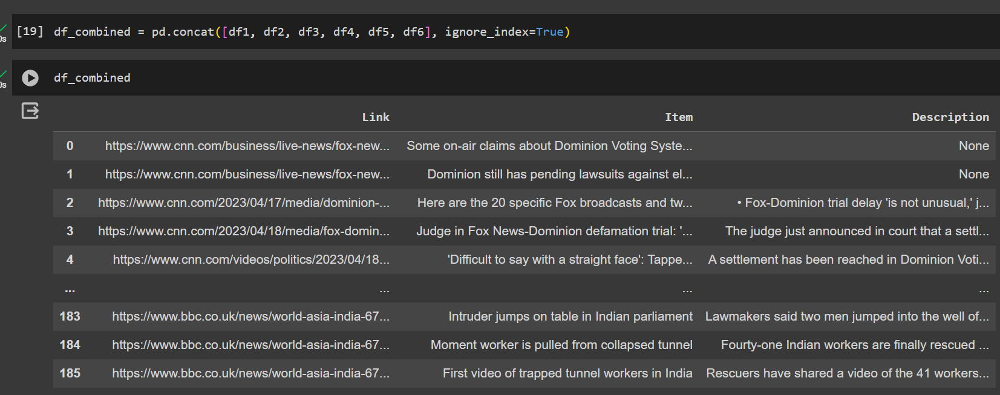 [19] df_combined = pd.concat([df1, df2, df3, df4, df5, df6], ignore_index=True)
0s
df_combined
0s
Link Item Description
0 https://www.cnn.com/business/live-news/fox-new... Some on-air claims about Dominion Voting Syste... None
1 https://www.cnn.com/business/live-news/fox-new... Dominion still has pending lawsuits against el... None
2 https://www.cnn.com/2023/04/17/media/dominion-... Here are the 20 specific Fox broadcasts and tw... • Fox-Dominion trial delay 'is not unusual,' j...
3 https://www.cnn.com/2023/04/18/media/fox-domin... Judge in Fox News-Dominion defamation trial: '... The judge just announced in court that a settl...
4 https://www.cnn.com/videos/politics/2023/04/18... 'Difficult to say with a straight face': Tappe... A settlement has been reached in Dominion Voti...
... ... ... ...
183 https://www.bbc.co.uk/news/world-asia-india-67... Intruder jumps on table in Indian parliament Lawmakers said two men jumped into the well of...
184 https://www.bbc.co.uk/news/world-asia-india-67... Moment worker is pulled from collapsed tunnel Fourty-one Indian workers are finally rescued ...
185 https://www.bbc.co.uk/news/world-asia-india-67... First video of trapped tunnel workers in India Rescuers have shared a video of the 41 workers...